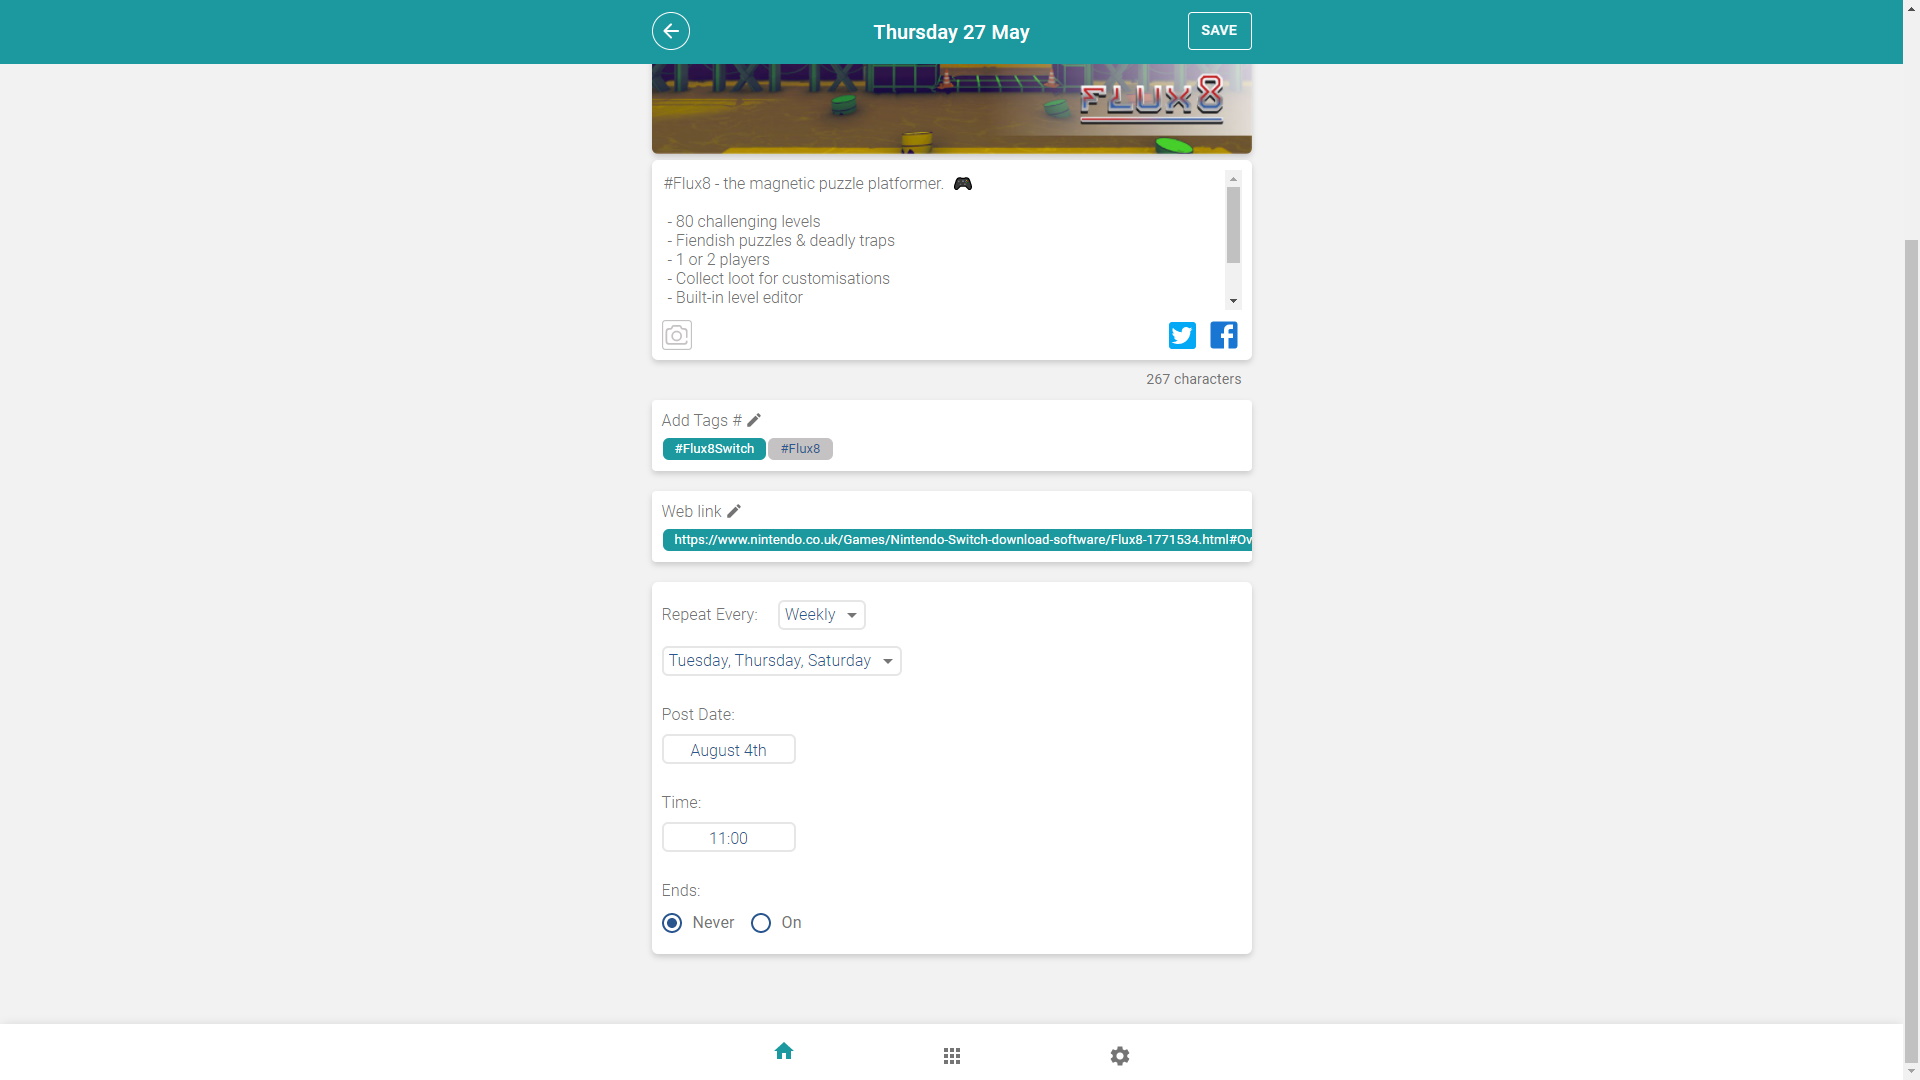 Thursday 27 May
SAVE
FLUX8
#Flux8 - the magnetic puzzle platformer. 🎮
- 80 challenging levels
- Fiendish puzzles & deadly traps
- 1 or 2 players
- Collect loot for customisations
- Built-in level editor
267 characters
Add Tags #
#Flux8Switch #Flux8
Web link
https://www.nintendo.co.uk/Games/Nintendo-Switch-download-software/Flux8-1771534.html#Ov
Repeat Every: Weekly
Tuesday, Thursday, Saturday
Post Date:
August 4th
Time:
11:00
Ends:
Never On